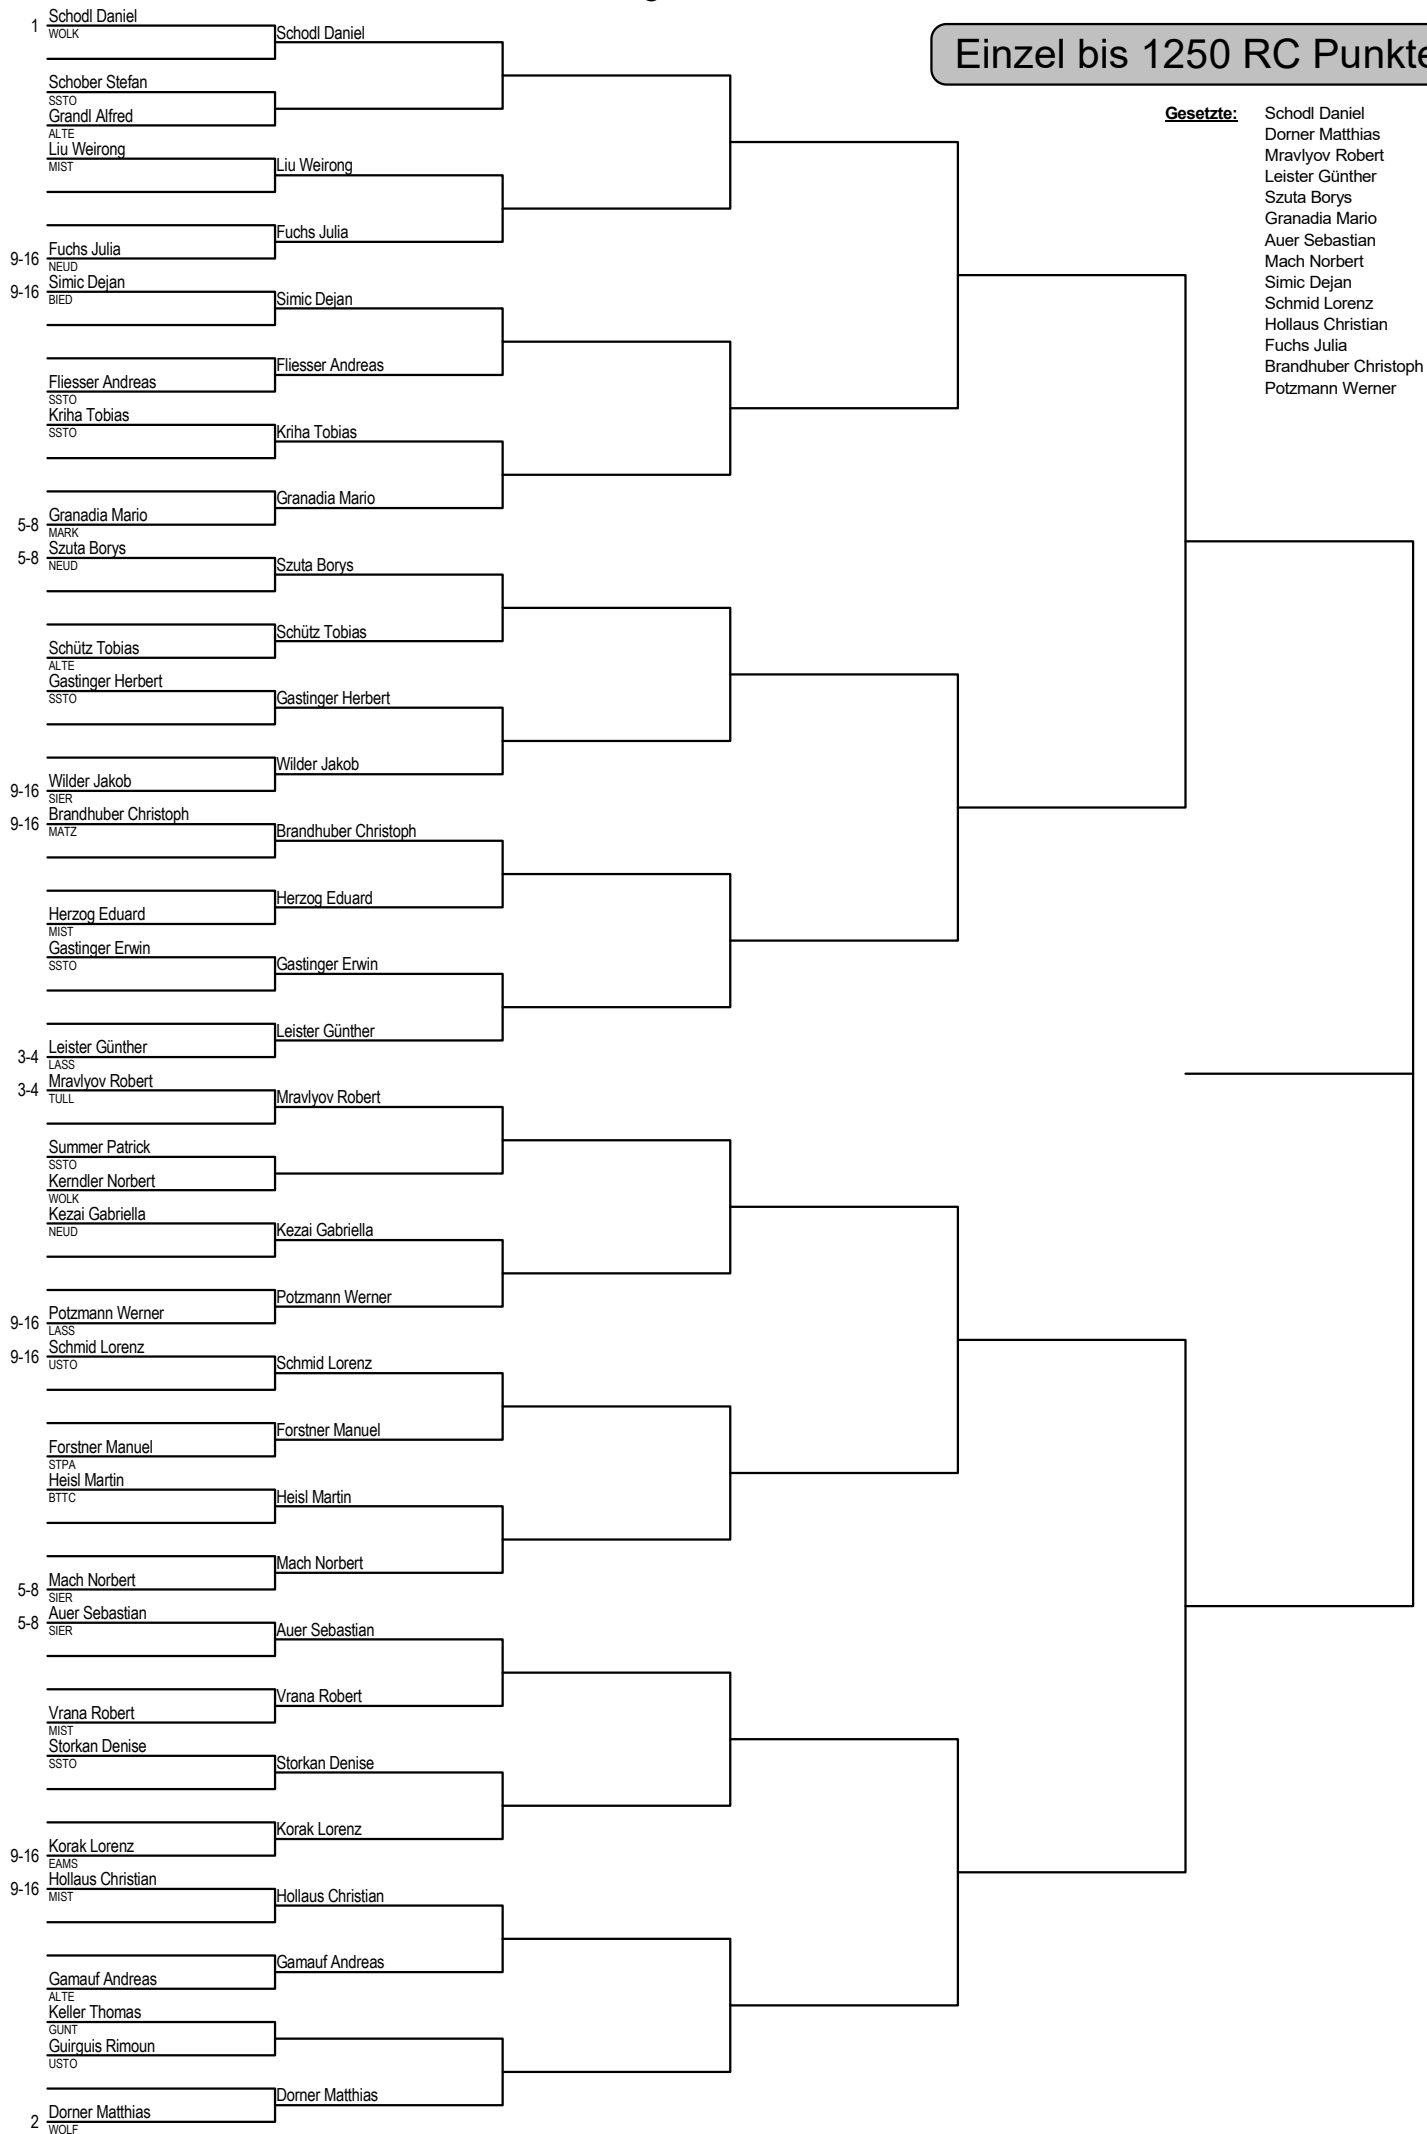 Schodl Daniel
1
WOLK
Schodl Daniel
Einzel bis 1250 RC Punkte
Schober Stefan
SSTO
Grandl Alfred
ALTE
Gesetzte:
Schodl Daniel
Dorner Matthias
Mravlyov Robert
Leister Günther
Szuta Borys
Granadia Mario
Auer Sebastian
Mach Norbert
Simic Dejan
Schmid Lorenz
Hollaus Christian
Fuchs Julia
Brandhuber Christoph
Potzmann Werner
Liu Weirong
MIST
Liu Weirong
Fuchs Julia
9-16 Fuchs Julia
NEUD
9-16 Simic Dejan
BIED
Simic Dejan
Fliesser Andreas
Fliesser Andreas
SSTO
Kriha Tobias
SSTO
Kriha Tobias
Granadia Mario
5-8 Granadia Mario
MARK
5-8 Szuta Borys
NEUD
Szuta Borys
Schütz Tobias
Schütz Tobias
ALTE
Gastinger Herbert
SSTO
Gastinger Herbert
Wilder Jakob
9-16 Wilder Jakob
SIER
9-16 Brandhuber Christoph
MATZ
Brandhuber Christoph
Herzog Eduard
Herzog Eduard
MIST
Gastinger Erwin
SSTO
Gastinger Erwin
Leister Günther
3-4 Leister Günther
LASS
3-4 Mravlyov Robert
TULL
Mravlyov Robert
Summer Patrick
SSTO
Kerndler Norbert
WOLK
Kezai Gabriella
NEUD
Kezai Gabriella
Potzmann Werner
9-16 Potzmann Werner
LASS
9-16 Schmid Lorenz
USTO
Schmid Lorenz
Forstner Manuel
Forstner Manuel
STPA
Heisl Martin
BTTC
Heisl Martin
Mach Norbert
5-8 Mach Norbert
SIER
5-8 Auer Sebastian
SIER
Auer Sebastian
Vrana Robert
Vrana Robert
MIST
Storkan Denise
SSTO
Storkan Denise
Korak Lorenz
9-16 Korak Lorenz
EAMS
9-16 Hollaus Christian
MIST
Hollaus Christian
Gamauf Andreas
Gamauf Andreas
ALTE
Keller Thomas
GUNT
Guirguis Rimoun
USTO
Dorner Matthias
2 Dorner Matthias
WOLF